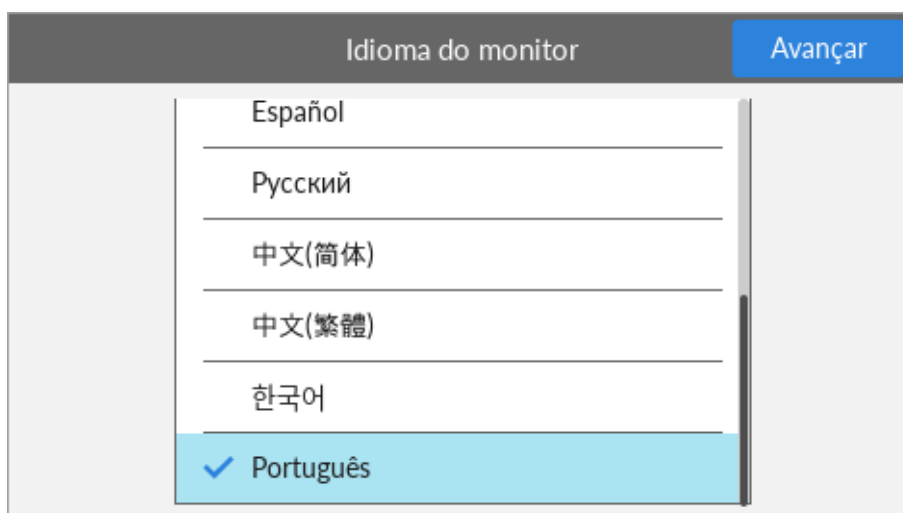 Idioma do monitor
Avançar
Español
Русский
中文(简体)
中文(繁體)
한국어
Português